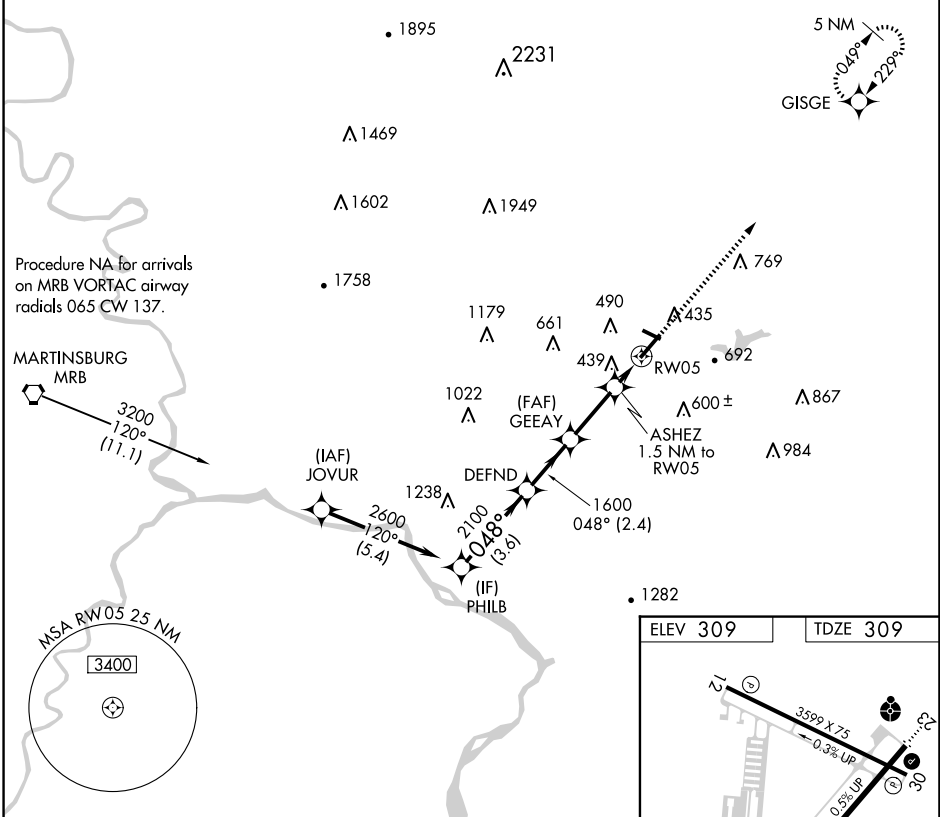 1895
2231
5 NM
049°
229°
GISGE
1469
1602
1949
Procedure NA for arrivals
on MRB VORTAC airway
radials 065 CW 137.
1758
769
1179
661
490
435
439
RW05
692
MARTINSBURG
MRB
3200
120°
(11.1)
1022
(FAF)
GEEAY
600 ±
867
ASHEZ
1.5 NM to
RW05
984
(IAF)
JOVUR
1238
DEFND
2600
120°
(5.4)
2100
048°
(3.6)
1600
048° (2.4)
(IF)
PHILB
1282
MSA RW 05 25 NM
3400
ELEV 309
TDZE 309
12
P
3599 X 75
0.3% UP
23
P
P
30
0.5% UP